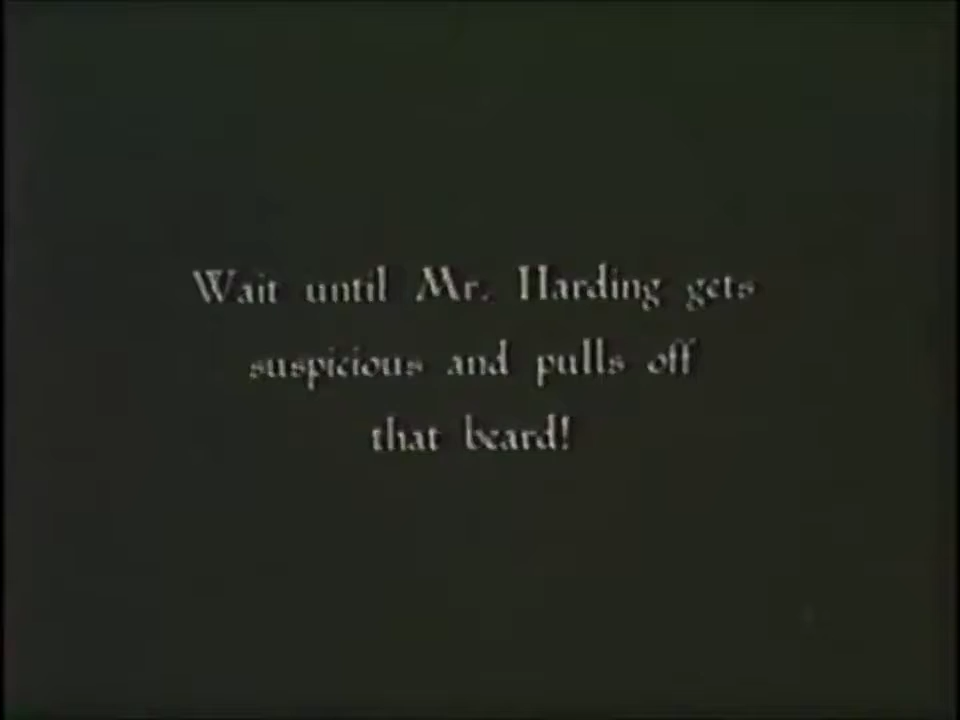 Wait until Mr. Harding gets
suspicious and pulls off
that beard!